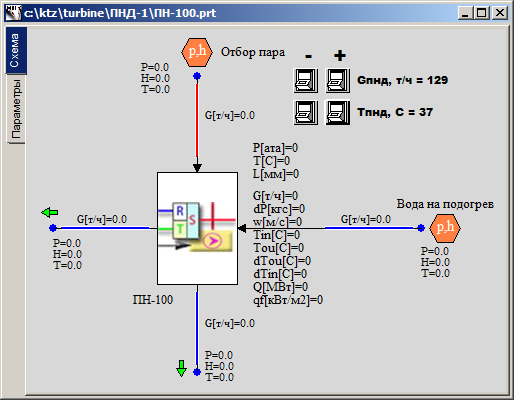 c:\ktz\turbine\ПНД-1\ПН-100.prt
Схема
Параметры
p,h
Отбор пара
P=0.0
H=0.0
T=0.0
- +
Gпнд, т/ч = 129
Tпнд, C = 37
G[т/ч]=0.0
P[ата]=0
T[C]=0
L[мм]=0
G[т/ч]=0
dP[кгс]=0
w[м/с]=0
Tin[C]=0
Tou[C]=0
dTou[C]=0
dTin[C]=0
Q[МВт]=0
qf[кВт/м2]=0
R
S
T
G[т/ч]=0.0
P=0.0
H=0.0
T=0.0
Вода на подогрев
G[т/ч]=0.0
p,h
P=0.0
H=0.0
T=0.0
ПН-100
G[т/ч]=0.0
P=0.0
H=0.0
T=0.0